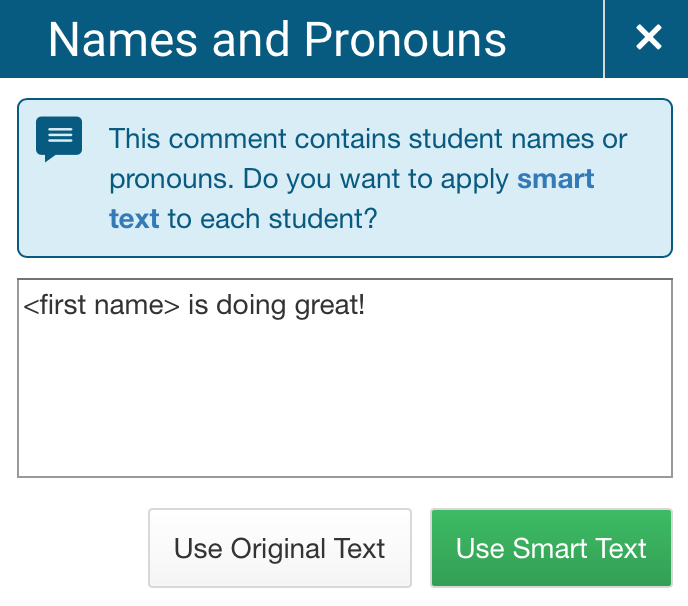 Names and Pronouns
This comment contains student names or
pronouns. Do you want to apply smart
text to each student?
<first name> is doing great!
Use Original Text
Use Smart Text